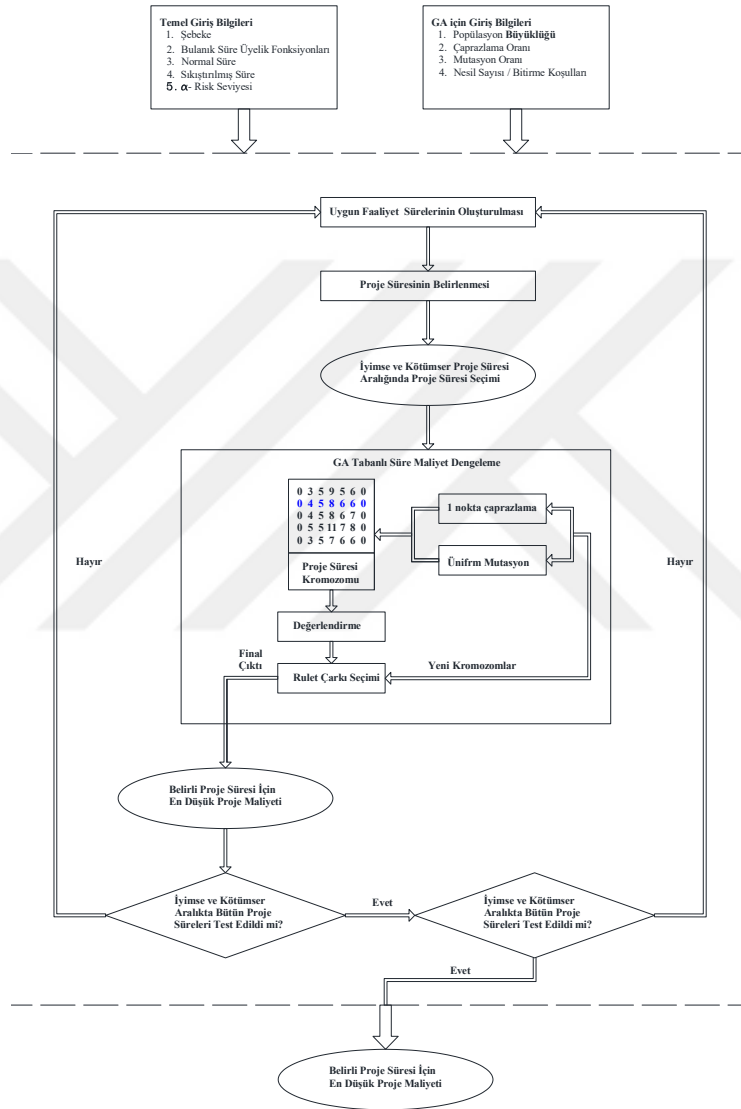 Temel Giriş Bilgileri
1. Şebeke
2. Bulanık Süre Üyelik Fonksiyonları
3. Normal Süre
4. Sıkıştırılmış Süre
5. α- Risk Seviyesi
GA için Giriş Bilgileri
1. Popülasyon Büyüklüğü
2. Çaprazlama Oranı
3. Mutasyon Oranı
4. Nesil Sayısı / Bitirme Koşulları
Uygun Faaliyet Sürelerinin Oluşturulması
Proje Süresinin Belirlenmesi
İyimse ve Kötümser Proje Süresi
Aralığında Proje Süresi Seçimi
GA Tabanlı Süre Maliyet Dengeleme
0 3 5 9 5 6 0
0 4 5 8 6 6 0
0 4 5 8 6 7 0
0 5 5 11 7 8 0
0 3 5 7 6 6 0
Proje Süresi
Kromozomu
1 nokta çaprazlama
Ünifrm Mutasyon
Hayır
Hayır
Değerlendirme
Final
Çıktı
Rulet Çarkı Seçimi
Yeni Kromozomlar
Belirli Proje Süresi İçin
En Düşük Proje Maliyeti
İyimse ve Kötümser
Aralıkta Bütün Proje
Süreleri Test Edildi mi?
Evet
İyimse ve Kötümser
Aralıkta Bütün Proje
Süreleri Test Edildi mi?
Evet
Belirli Proje Süresi İçin
En Düşük Proje Maliyeti